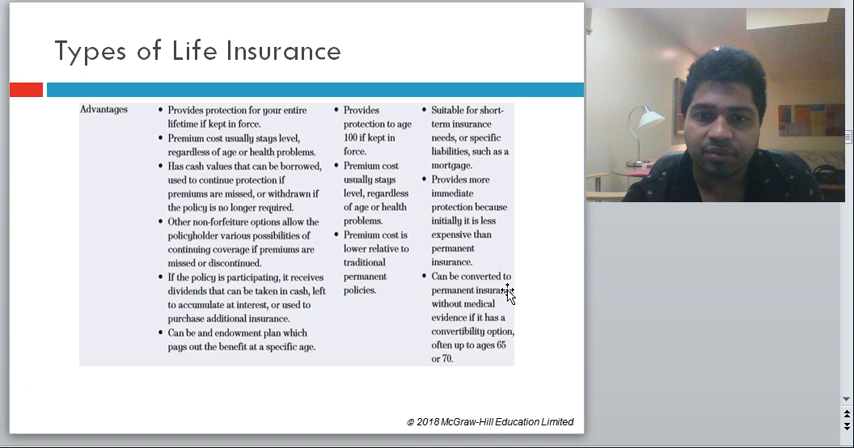 Types of Life Insurance
Advantages
• Provides protection for your entire
lifetime if kept in force.
• Premium cost usually stays level,
regardless of age or health problems.
• Has cash values that can be borrowed,
used to continue protection if
premiums are missed, or withdrawn if
the policy is no longer required.
• Other non-forfeiture options allow the
policyholder various possibilities of
continuing coverage if premiums are
missed or discontinued.
• If the policy is participating, it receives
dividends that can be taken in cash, left
to accumulate at interest, or used to
purchase additional insurance.
• Can be and endowment plan which
pays out the benefit at a specific age.
• Provides
protection to age
100 if kept in
force.
• Premium cost
usually stays
level, regardless
of age or health
problems.
• Premium cost is
lower relative to
traditional
permanent
policies.
• Suitable for short-
term insurance
needs, or specific
liabilities, such as a
mortgage.
• Provides more
immediate
protection because
initially it is less
expensive than
permanent
insurance.
• Can be converted to
permanent insurance
without medical
evidence if it has a
convertibility option,
often up to ages 65
or 70.
© 2018 McGraw-Hill Education Limited